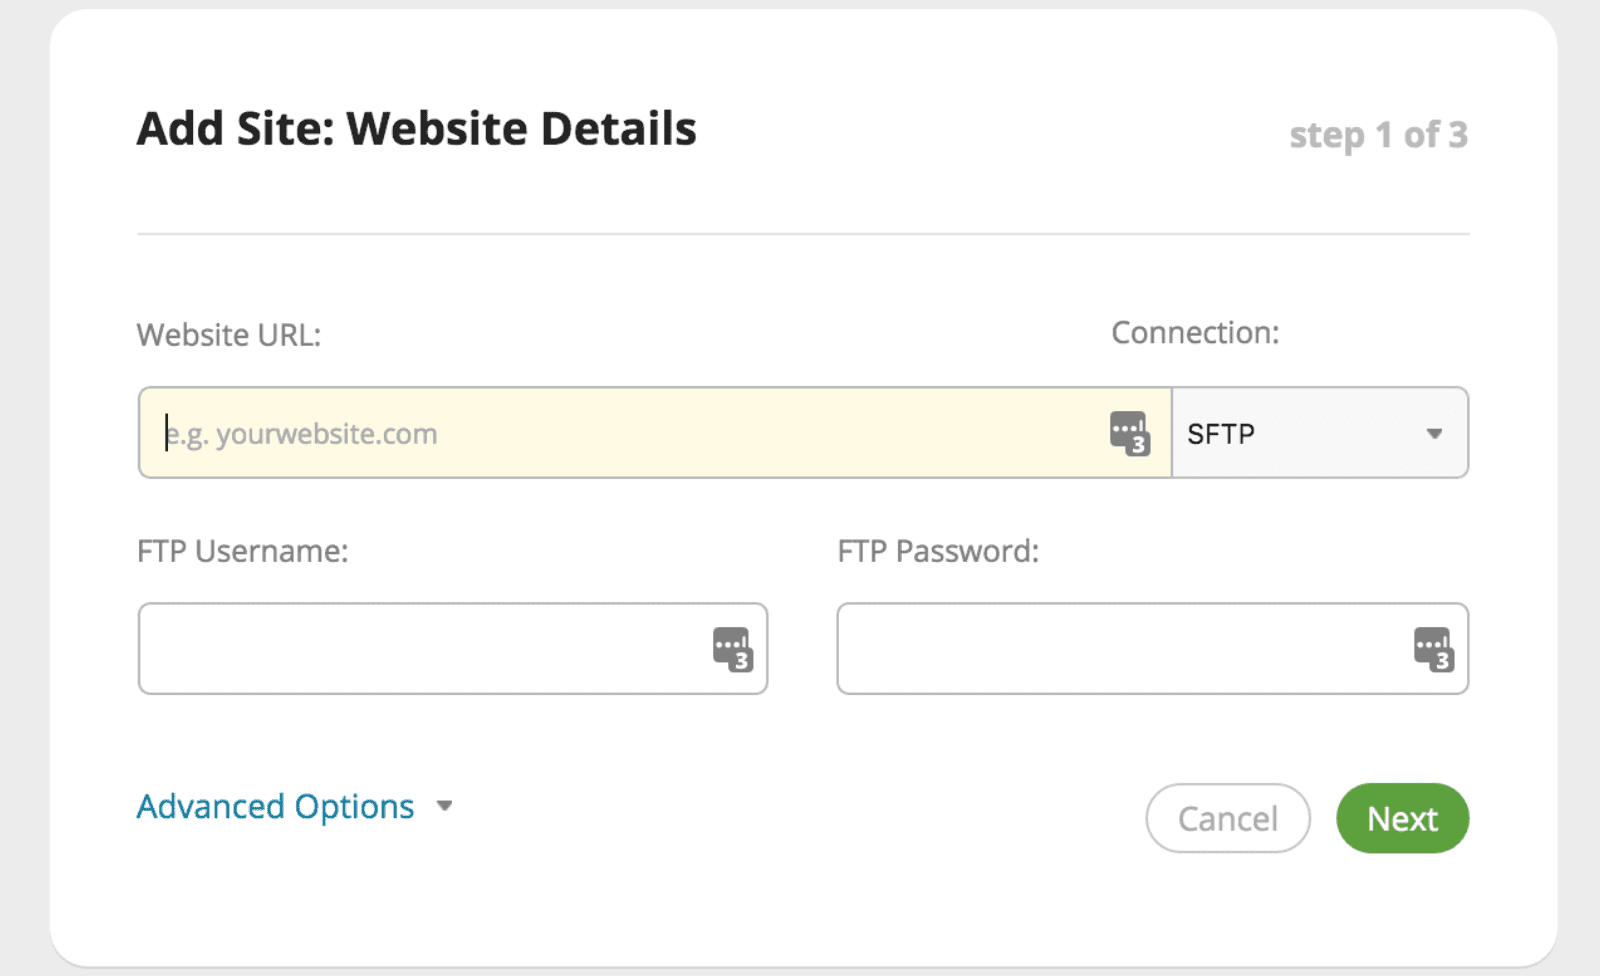 Add Site: Website Details
step 1 of 3
Website URL:
Connection:
e.g. yourwebsite.com
3
SFTP
FTP Username:
FTP Password:
3
3
Advanced Options
Cancel
Next